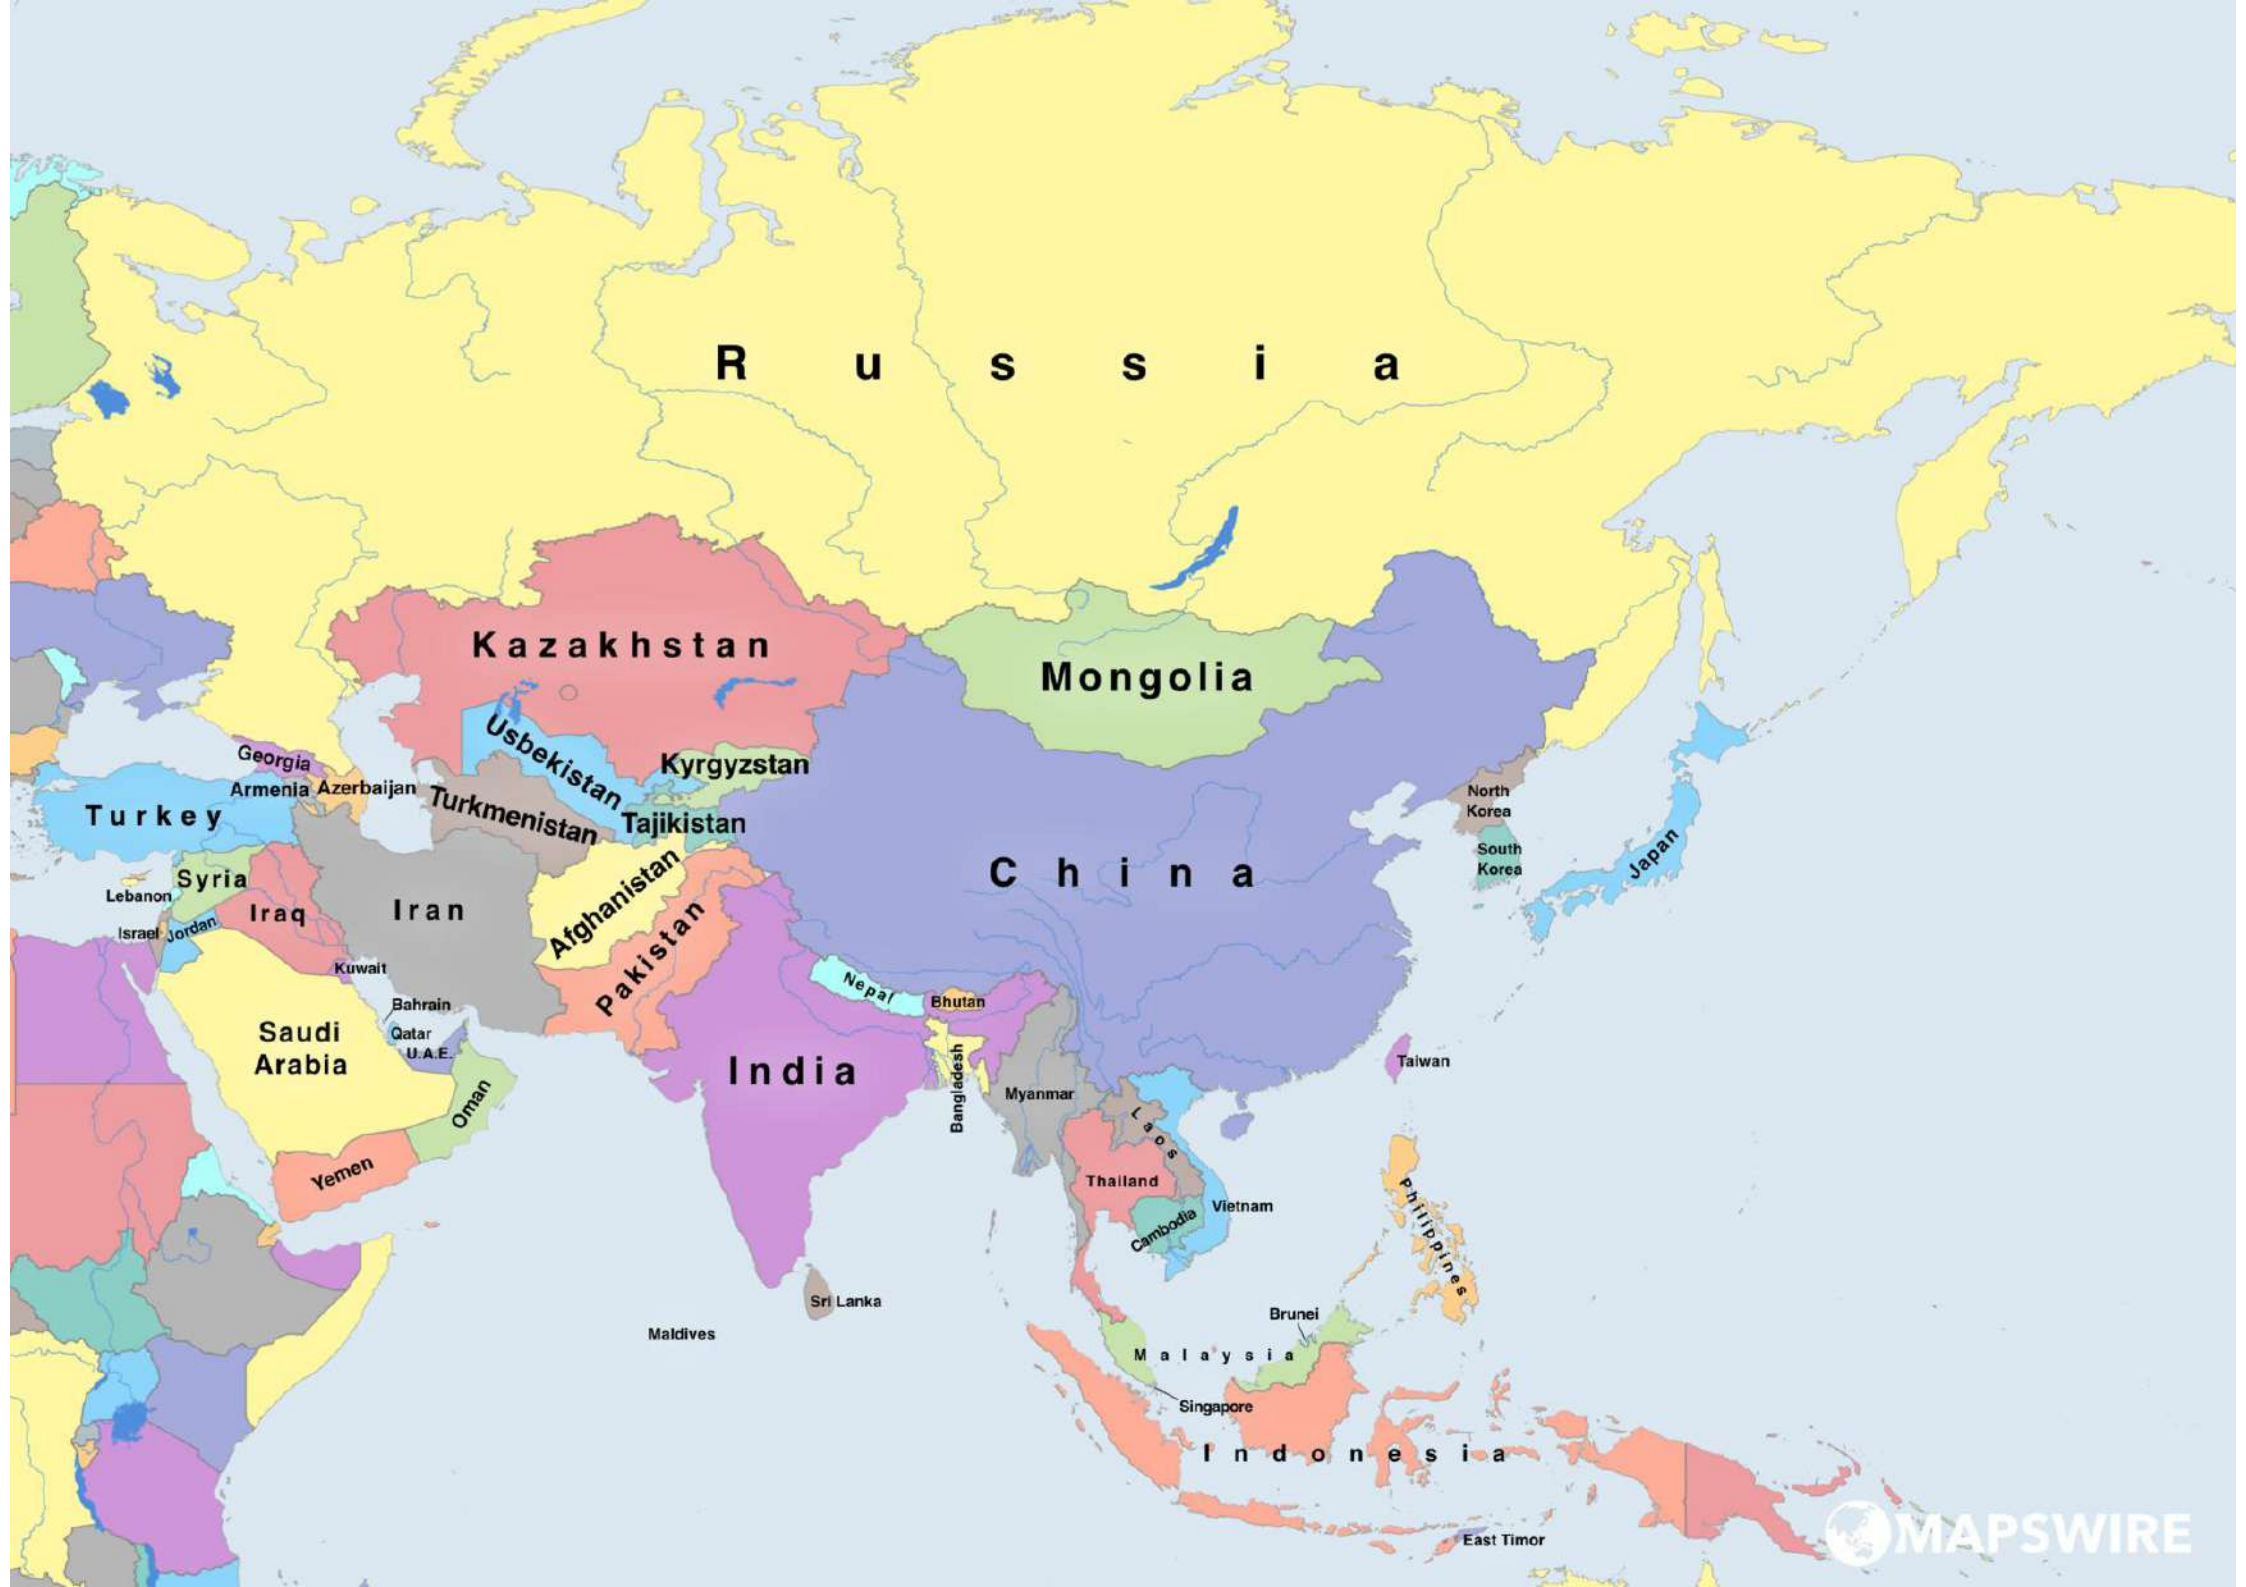 Russia
Kazakhstan
Mongolia
Usbekistan
Georgia
Kyrgyzstan
Armenia
Azerbaijan
Turkmenistan
North
Korea
Turkey
Tajikistan
South
Korea
Japan
China
Syria
Lebanon
Afghanistan
Iraq
Iran
Israel
Jordan
Pakistan
Kuwait
Nepal
Bhutan
Bahrain
Qatar
Saudi
Arabia
U.A.E.
Taiwan
India
Bangladesh
Myanmar
Oman
Laos
Yemen
Thailand
Vietnam
Cambodia
Philippines
Sri Lanka
Brunei
Maldives
Malaysia
Singapore
Indonesia
East Timor
MAPSWIRE